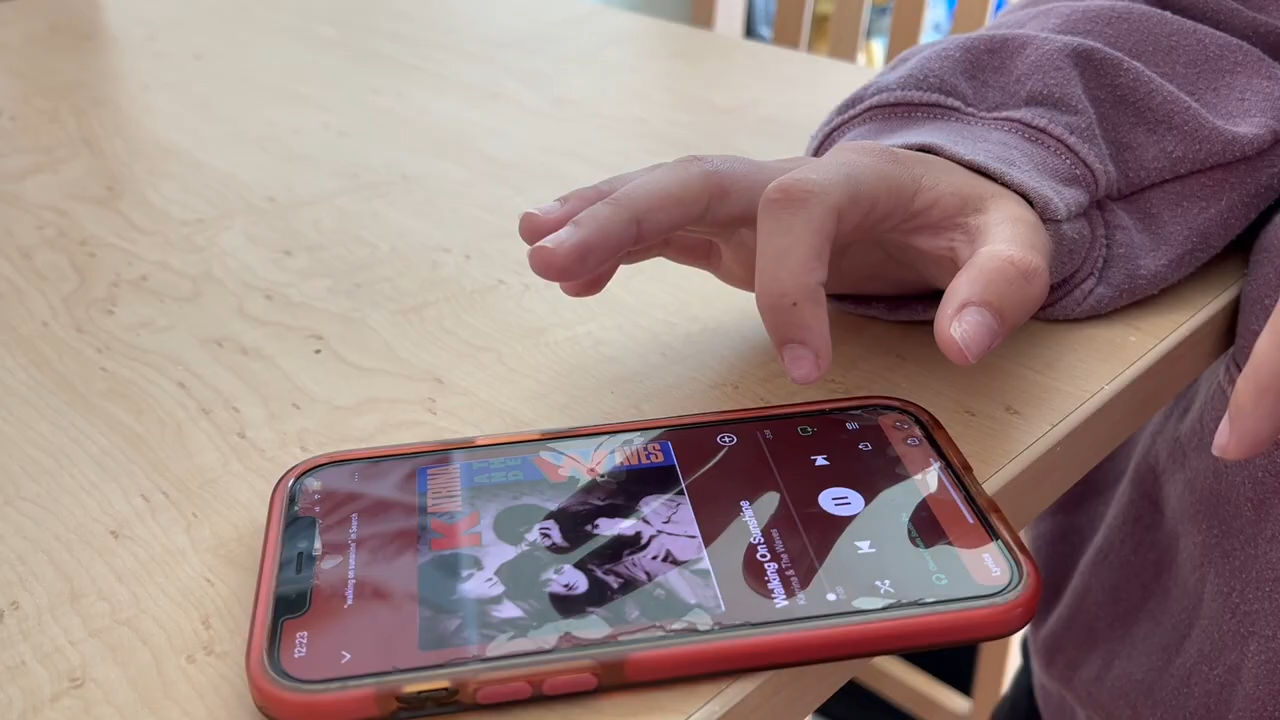 12:23
"walking on sunshine" in Search
KATRINA
AND
THE
WAVES
Walking On Sunshine
Katrina & The Waves
Lyrics